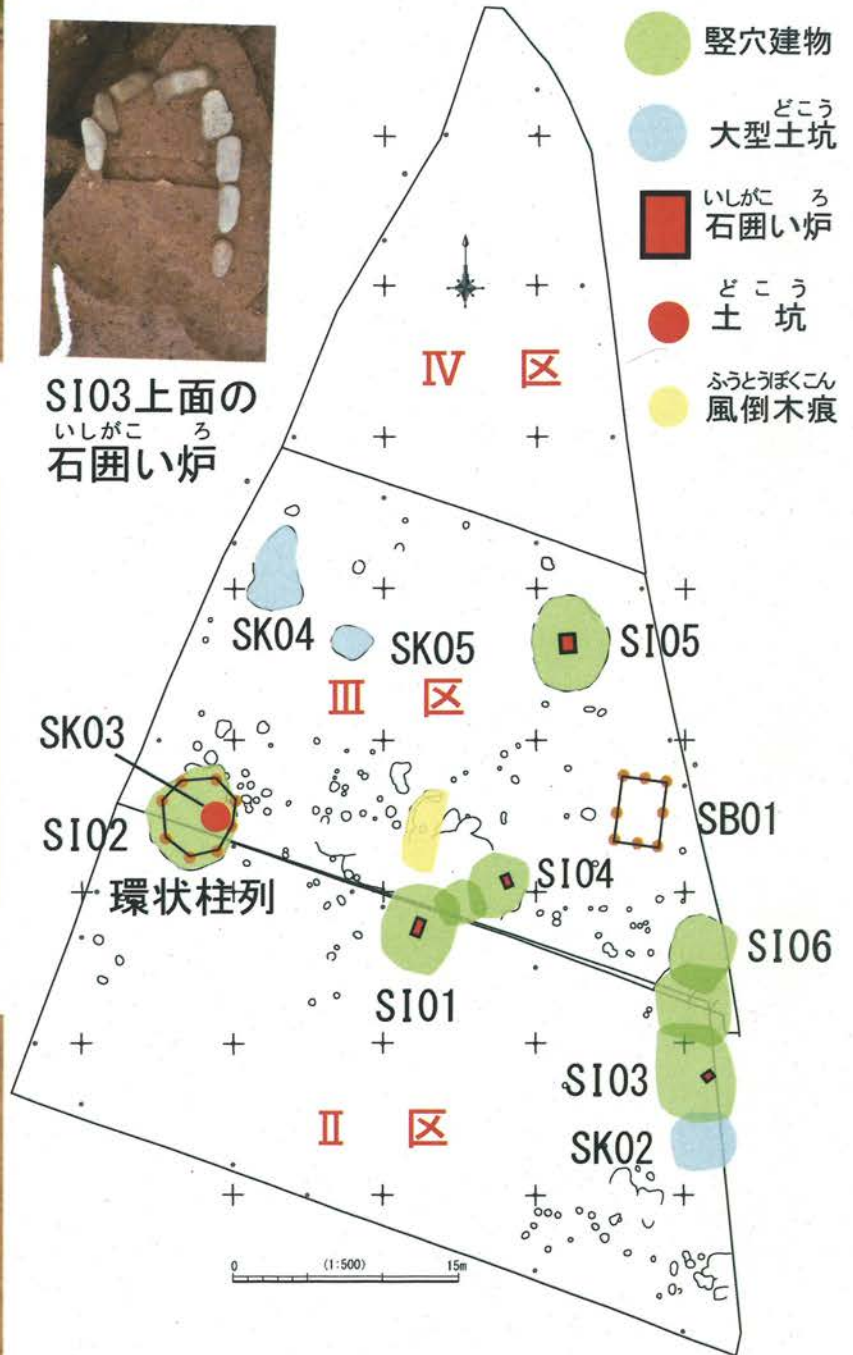 SI03上面の
いしがこ ろ
石囲い炉
竪穴建物
どこう
大型土坑
いしがこ ろ
石囲い炉
どこう
土 坑
ふうとうぼくこん
風倒木痕
Ⅳ 区
SK04
SK05
SI05
Ⅲ 区
SK03
SI02
SB01
環状柱列
SI04
SI01
SI06
SI03
Ⅱ 区
SK02
0 (1:500) 15m